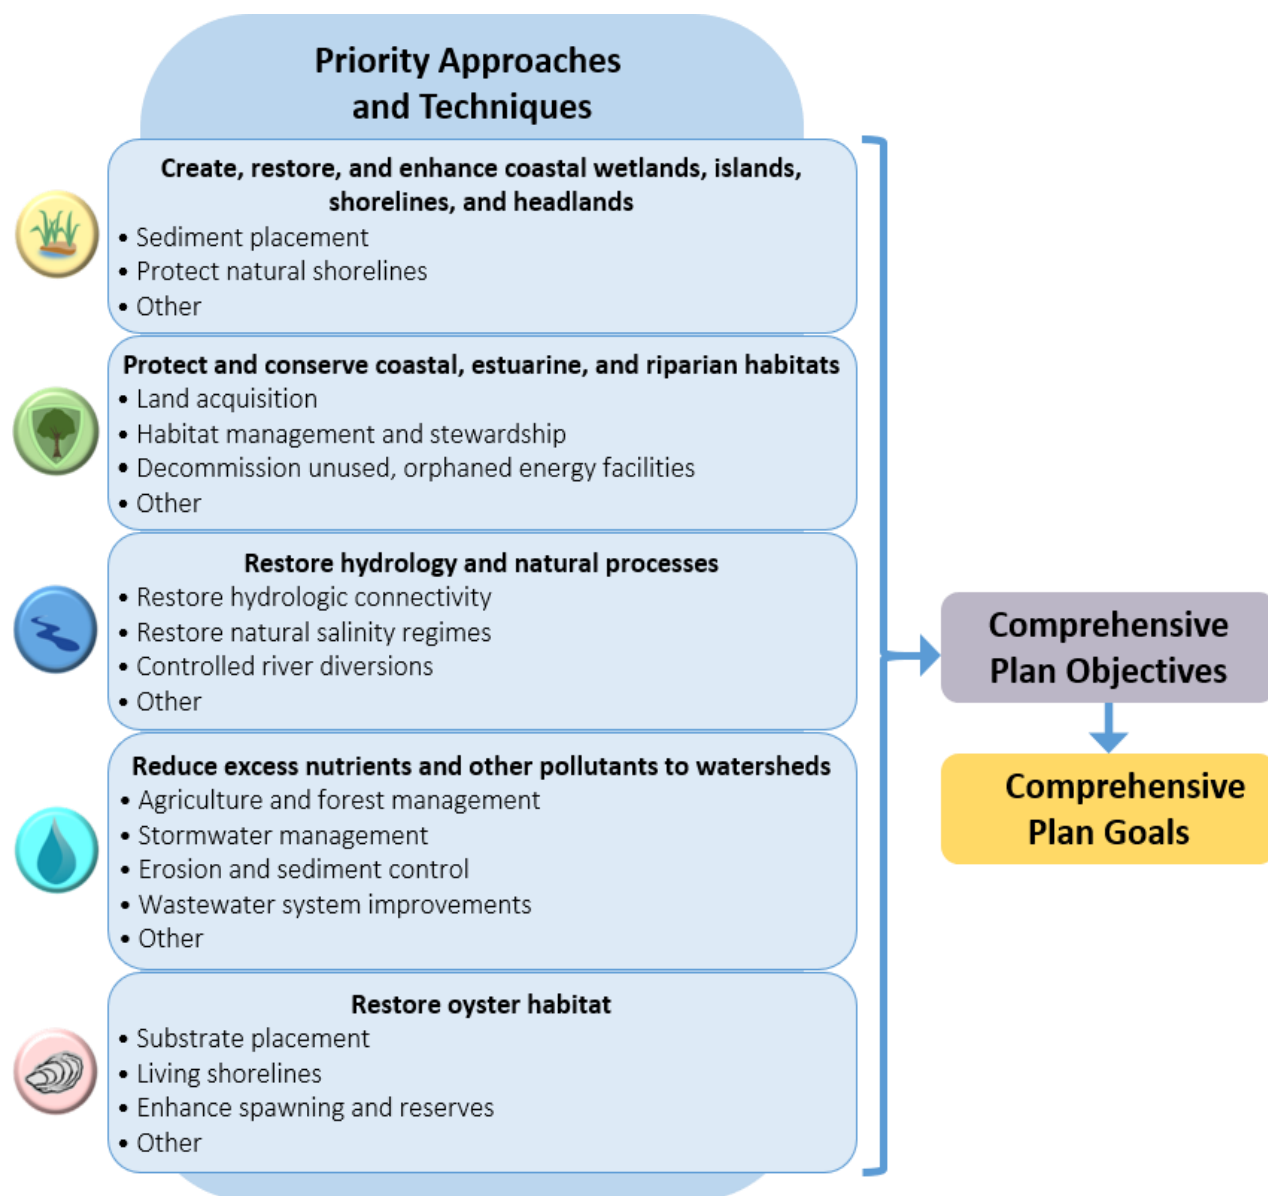 Priority Approaches
and Techniques
Create, restore, and enhance coastal wetlands, islands,
shorelines, and headlands
• Sediment placement
• Protect natural shorelines
• Other
Protect and conserve coastal, estuarine, and riparian habitats
• Land acquisition
• Habitat management and stewardship
• Decommission unused, orphaned energy facilities
• Other
Restore hydrology and natural processes
• Restore hydrologic connectivity
• Restore natural salinity regimes
• Controlled river diversions
• Other
Reduce excess nutrients and other pollutants to watersheds
• Agriculture and forest management
• Stormwater management
• Erosion and sediment control
• Wastewater system improvements
• Other
Restore oyster habitat
• Substrate placement
• Living shorelines
• Enhance spawning and reserves
• Other
Comprehensive
Plan Objectives
Comprehensive
Plan Goals